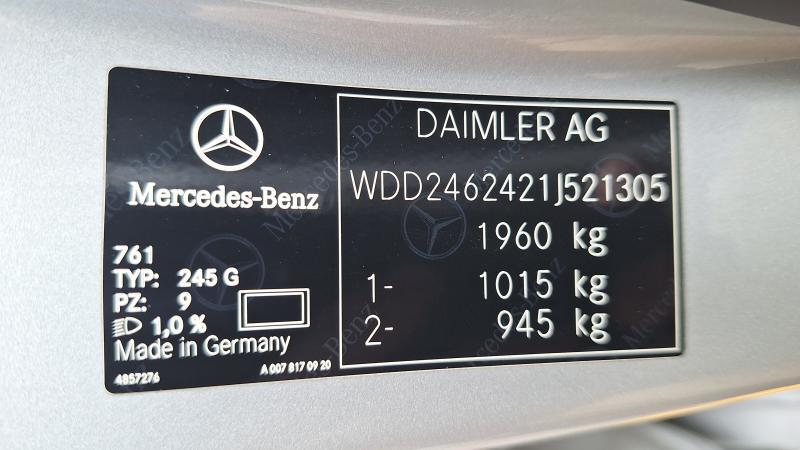 Mercedes-Benz
761
TYP: 245 G
PZ: 9
1,0 %
Made in Germany
4857276
A 007 817 09 20
DAIMLER AG
WDD2462421J521305
1960 kg
1- 1015 kg
2- 945 kg